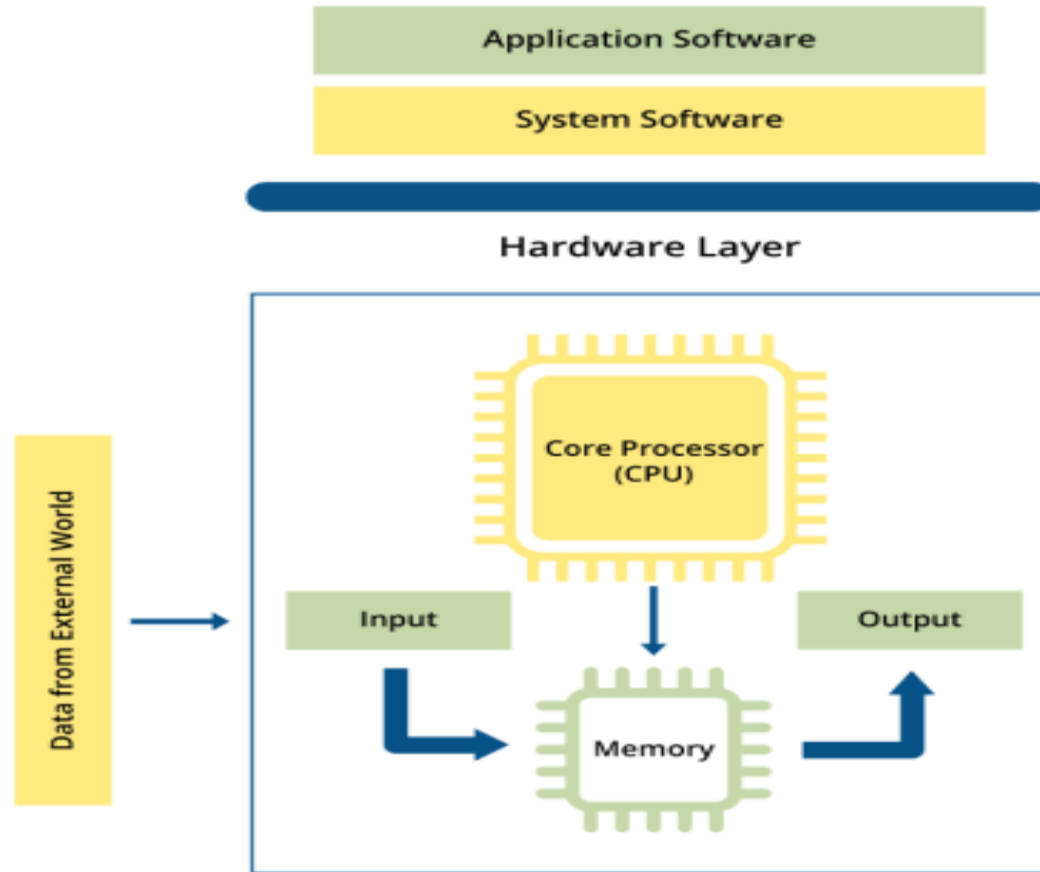 Application Software
System Software
Hardware Layer
Core Processor
(CPU)
Data from External World
Input
Output
Memory